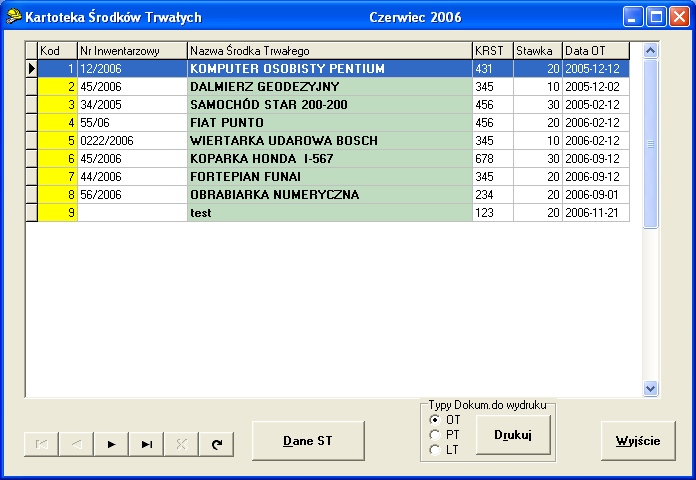 Kartoteka Środków Trwałych Czerwiec 2006
Kod Nr Inwentarzowy Nazwa Środka Trwałego KRST Stawka Data OT
1 12/2006 KOMPUTER OSOBISTY PENTIUM 431 20 2005-12-12
2 45/2006 DALMIERZ GEODEZYJNY 345 10 2005-12-02
3 34/2005 SAMOCHÓD STAR 200-200 456 30 2005-02-12
4 55/06 FIAT PUNTO 456 20 2006-02-12
5 0222/2006 WIERTARKA UDAROWA BOSCH 345 10 2006-02-12
6 45/2006 KOPARKA HONDA I-567 678 30 2006-09-12
7 44/2006 FORTEPIAN FUNAI 345 20 2006-09-12
8 56/2006 OBRABIARKA NUMERYCZNA 234 20 2006-09-01
9 test 123 20 2006-11-21
Typy Dokum.do wydruku
OT
PT
LT
Drukuj
Dane ST
Wyjście